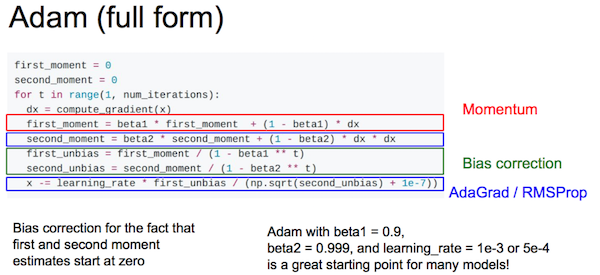 Adam (full form)
first_moment = 0
second_moment = 0
for t in range(1, num_iterations):
dx = compute_gradient(x)
first_moment = beta1 * first_moment + (1 - beta1) * dx
Momentum
second_moment = beta2 * second_moment + (1 - beta2) * dx * dx
first_unbias = first_moment / (1 - beta1 ** t)
second_unbias = second_moment / (1 - beta2 ** t)
Bias correction
x -= learning_rate * first_unbias / (np.sqrt(second_unbias) + 1e-7))
AdaGrad / RMSProp
Bias correction for the fact that
first and second moment
estimates start at zero
Adam with beta1 = 0.9,
beta2 = 0.999, and learning_rate = 1e-3 or 5e-4
is a great starting point for many models!